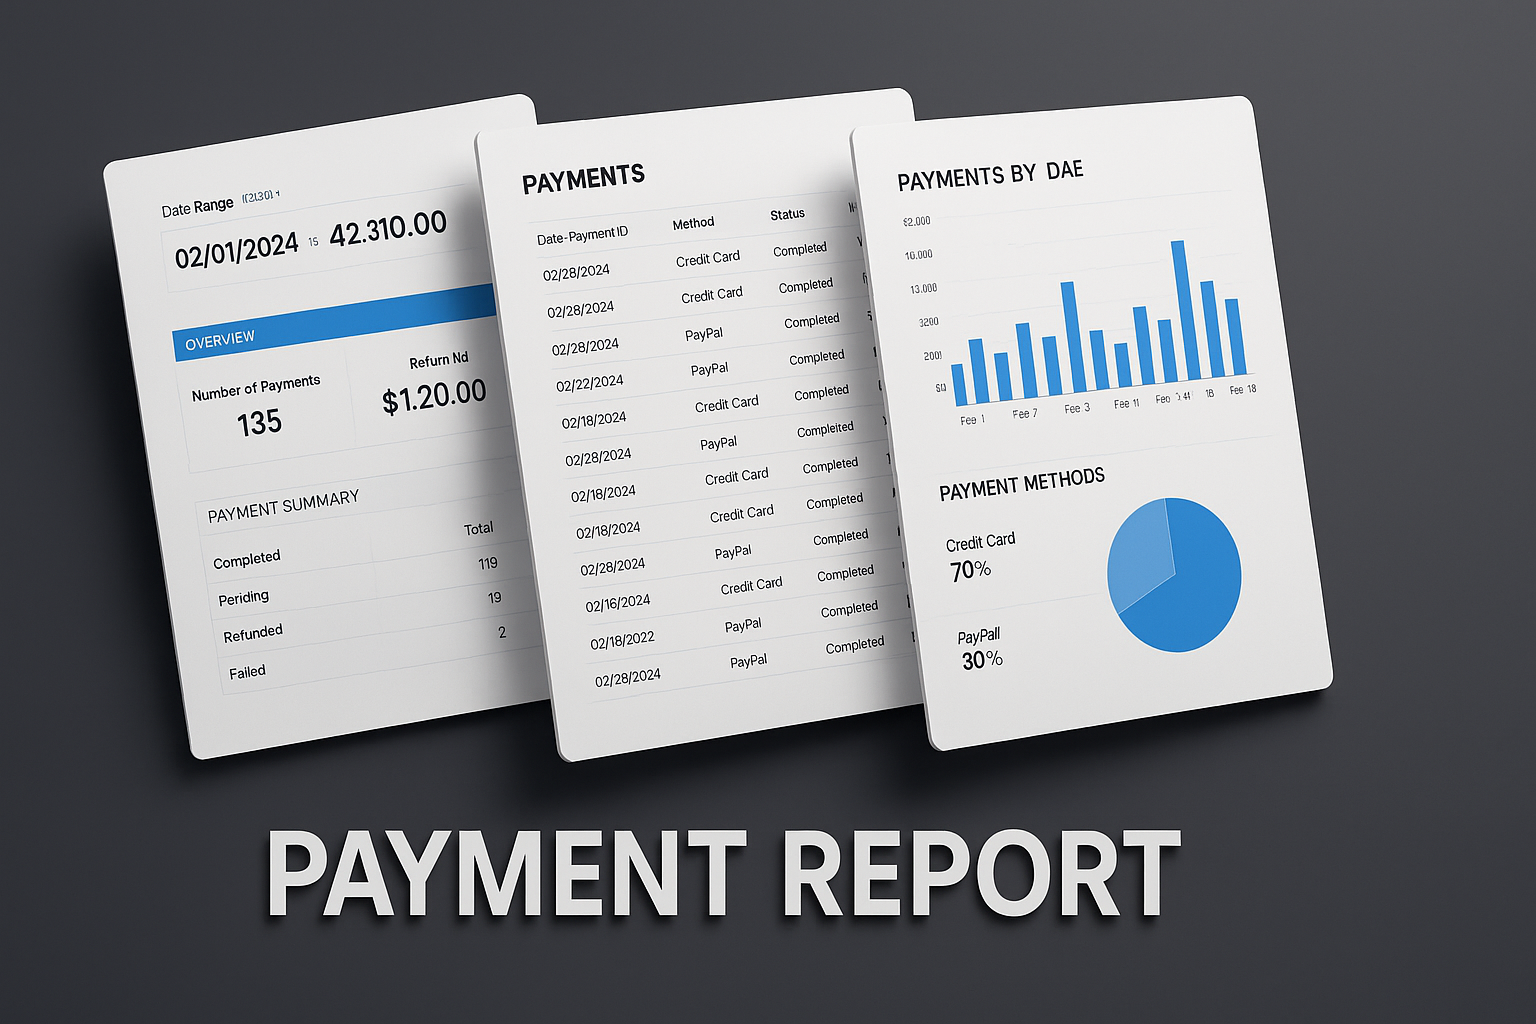 Date Range
02/01/2024 15 42.310.00
OVERVIEW
Number of Payments
135
Refurn Nd
$1.20.00
PAYMENT SUMMARY
Total
Completed 119
Periding 19
Refunded 2
Failed
PAYMENTS
Date-Payment ID Method Status
02/28/2024 Credit Card Completed
02/28/2024 Credit Card Completed
02/28/2024 PayPal Completed
02/22/2024 PayPal Completed
02/18/2024 Credit Card Completed
02/28/2024 PayPal Compleited
02/18/2024 Credit Card Completed
02/18/2024 Credit Card Completed
02/28/2024 PayPal Completed
02/16/2024 Credit Card Completed
02/18/2022 PayPal Completed
02/28/2024 PayPal Completed
PAYMENTS BY DAE
10.000
13.000
3200
Fee 1 Fee 7 Fee 3 Fee 11 Feo 1B Fee 18
PAYMENT METHODS
Credit Card
70%
PayPall
30%
PAYMENT REPORT